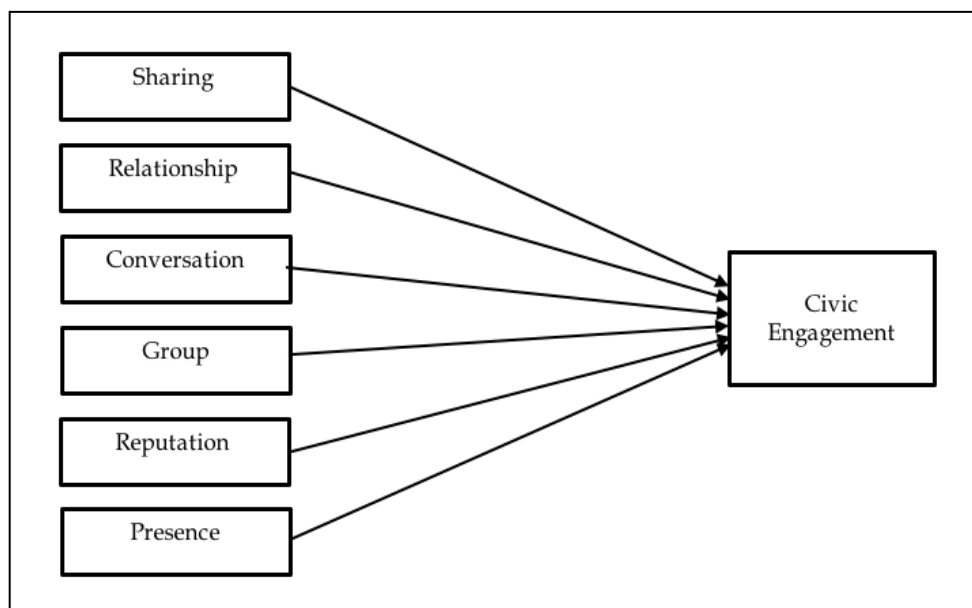 Sharing
Relationship
Conversation
Group
Reputation
Presence
Civic
Engagement